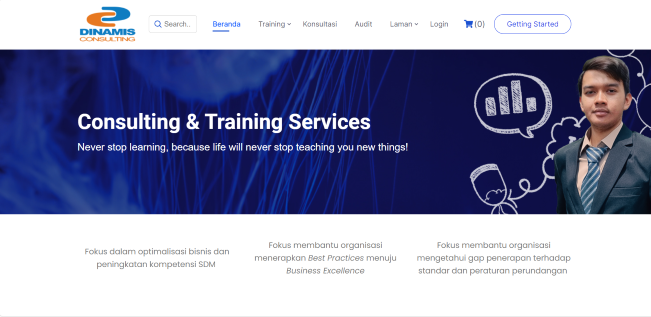 DINAMIS
CONSULTING
Search..
Beranda
Training
Konsultasi
Audit
Laman
Login
(0)
Getting Started
Consulting & Training Services
Never stop learning, because life will never stop teaching you new things!
Fokus dalam optimalisasi bisnis dan
peningkatan kompetensi SDM
Fokus membantu organisasi
menerapkan Best Practices menuju
Business Excellence
Fokus membantu organisasi
mengetahui gap penerapan terhadap
standar dan peraturan perundangan